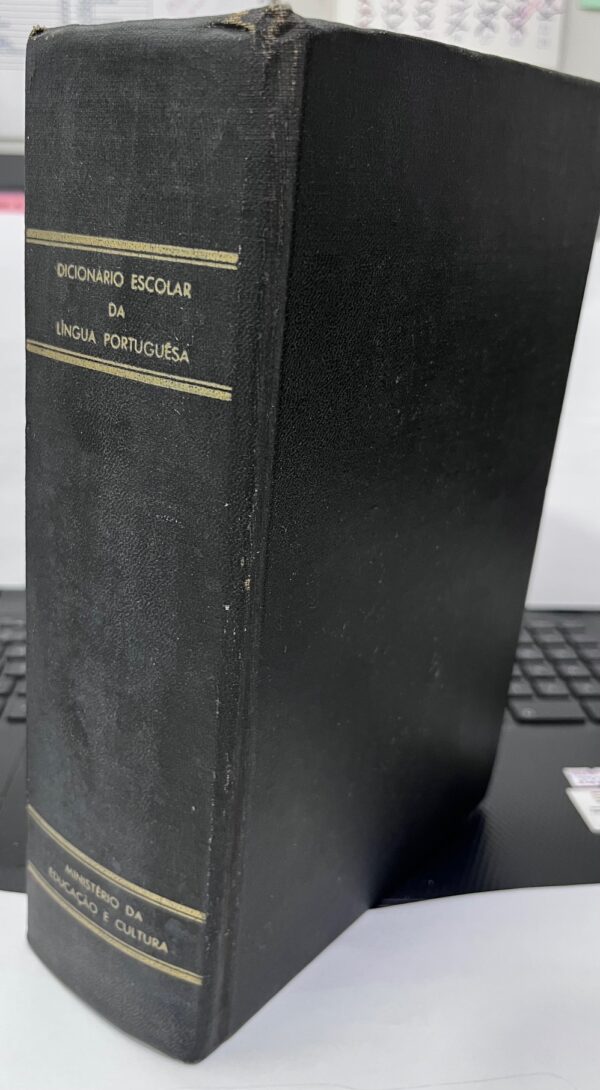 DICIONÁRIO ESCOLAR
DA
LÍNGUA PORTUGUÊSA
MINISTÉRIO DA
EDUCAÇÃO E CULTURA